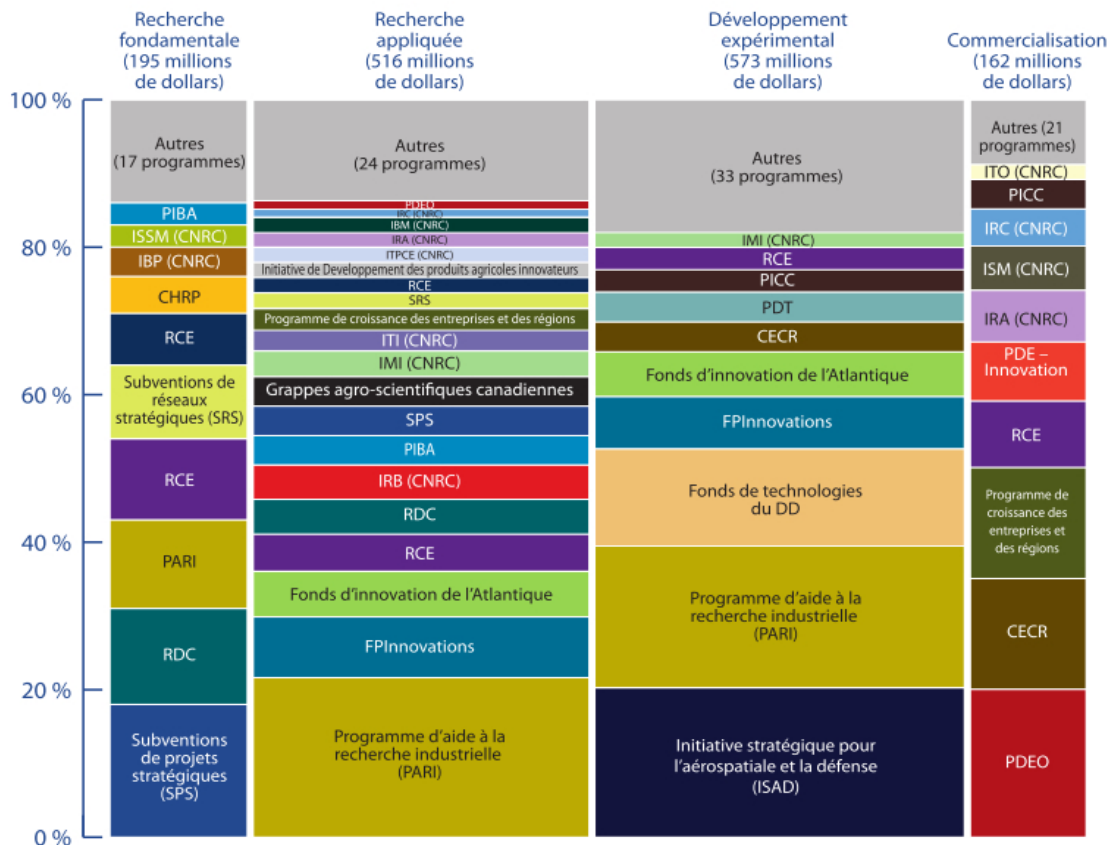 Recherche
fondamentale
(195 millions
de dollars)
Recherche
appliquée
(516 millions
de dollars)
Développement
expérimental
(573 millions
de dollars)
Commercialisation
(162 millions
de dollars)
100 %
80 %
60 %
40 %
20 %
0 %
Autres
(17 programmes)
PIBA
ISSM (CNRC)
IBP (CNRC)
CHRP
RCE
Subventions de
réseaux
stratégiques (SRS)
RCE
PARI
RDC
Subventions
de projets
stratégiques
(SPS)
Autres
(24 programmes)
PDEO
IRC (CNRC)
IBM (CNRC)
IRA (CNRC)
ITPCE (CNRC)
Initiative de Developpement des produits agricoles innovateurs
RCE
SRS
Programme de croissance des entreprises et des régions
ITI (CNRC)
IMI (CNRC)
Grappes agro-scientifiques canadiennes
SPS
PIBA
IRB (CNRC)
RDC
RCE
Fonds d'innovation de l'Atlantique
FPInnovations
Programme d'aide à la
recherche industrielle
(PARI)
Autres
(33 programmes)
IMI (CNRC)
RCE
PICC
PDT
CECR
Fonds d'innovation de l'Atlantique
FPInnovations
Fonds de technologies
du DD
Programme d'aide à la
recherche industrielle
(PARI)
Initiative stratégique pour
l'aérospatiale et la défense
(ISAD)
Autres (21
programmes)
ITO (CNRC)
PICC
IRC (CNRC)
ISM (CNRC)
IRA (CNRC)
PDE –
Innovation
RCE
Programme de
croissance des
entreprises et
des régions
CECR
PDEO